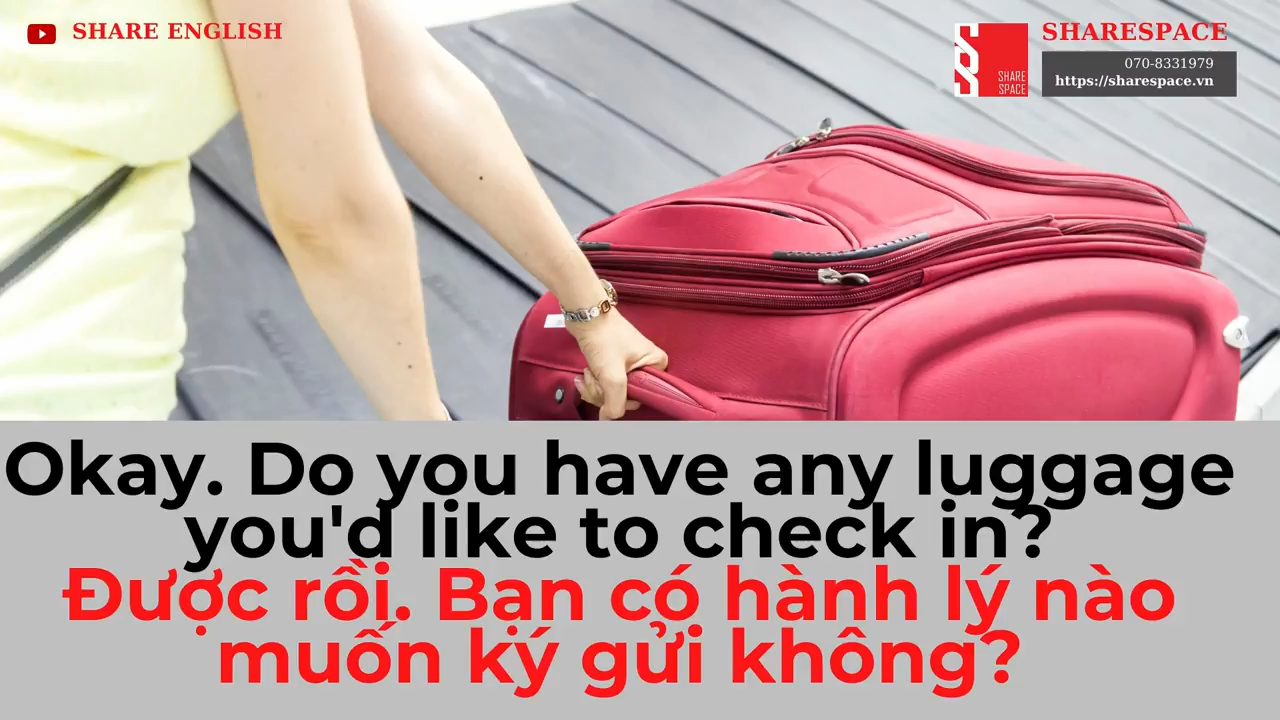 SHARE ENGLISH
SHARE
SPACE
SHARESPACE
070-8331979
https://sharespace.vn
Okay. Do you have any luggage
you'd like to check in?
Được rồi. Bạn có hành lý nào
muốn ký gửi không?